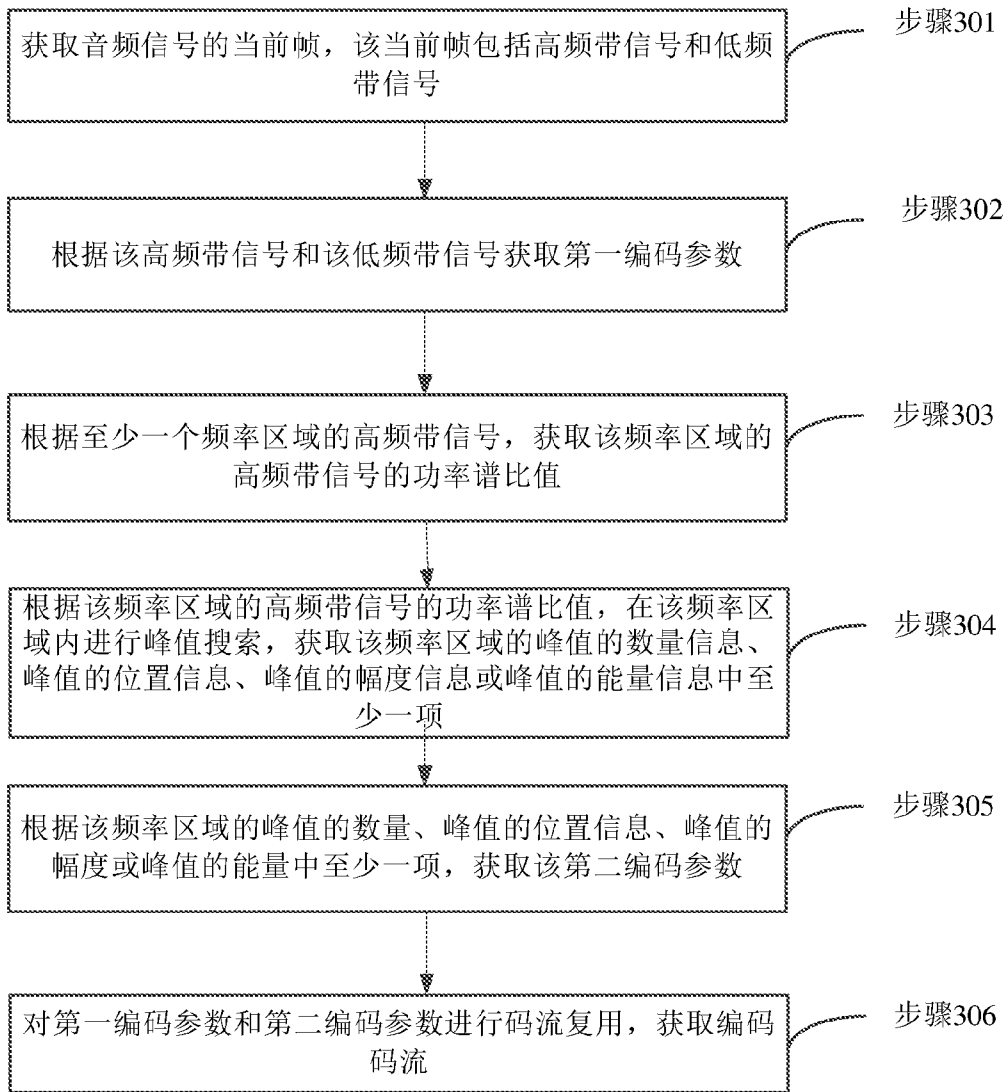 获取音频信号的当前帧，该当前帧包括高频带信号和低频
带信号
步骤301
根据该高频带信号和该低频带信号获取第一编码参数
步骤302
根据至少一个频率区域的高频带信号，获取该频率区域的
高频带信号的功率谱比值
步骤303
根据该频率区域的高频带信号的功率谱比值，在该频率区
域内进行峰值搜索，获取该频率区域的峰值的数量信息、
峰值的位置信息、峰值的幅度信息或峰值的能量信息中至
少一项
步骤304
根据该频率区域的峰值的数量、峰值的位置信息、峰值的
幅度或峰值的能量中至少一项，获取该第二编码参数
步骤305
对第一编码参数和第二编码参数进行码流复用，获取编码
码流
步骤306